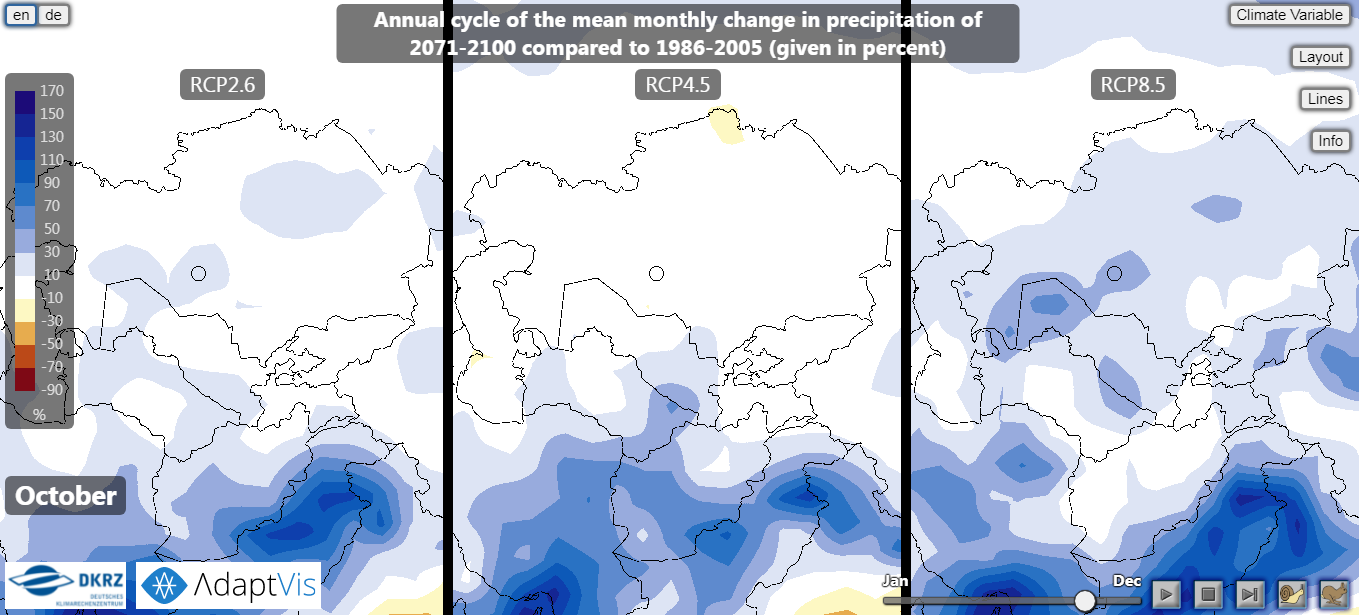 en de
Annual cycle of the mean monthly change in precipitation of
2071-2100 compared to 1986-2005 (given in percent)
Climate Variable
Layout
Lines
Info
RCP2.6
RCP4.5
RCP8.5
170
150
130
110
90
70
50
30
10
-10
-30
-50
-70
-90
%
October
DKRZ
DEUTSCHES
KLIMARECHENZENTRUM
AdaptVis
Jan
Dec